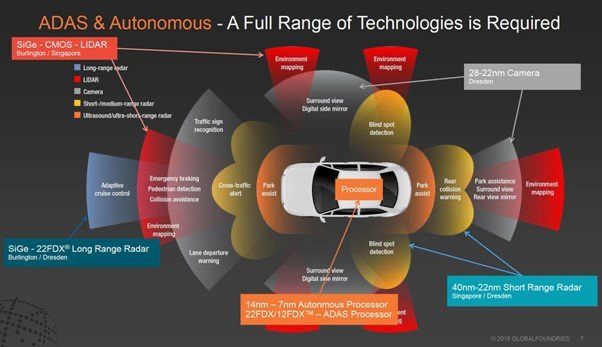 ADAS & Autonomous - A Full Range of Technologies is Required
SiGe - CMOS - LIDAR
Burlington / Singapore
Long-range radar
LIDAR
Camera
Short-/medium-range radar
Ultrasound/ultra-short-range radar
Environment
mapping
Environment
mapping
28-22nm Camera
Dresden
Surround view
Digital side mirror
Traffic sign
recognition
Blind spot
detection
Adaptive
cruise control
Emergency braking
Pedestrian detection
Collision avoidance
Environment
mapping
Cross-traffic
alert
Park
assist
Processor
Park
assist
Rear
collision
warning
Park assistance
Surround view
Rear view mirror
Environment
mapping
SiGe - 22FDX® Long Range Radar
Burlington / Dresden
Lane departure
warning
Blind spot
detection
Surround view
Digital side mirror
14nm – 7nm Autonmous Processor
22FDX/12FDX™ – ADAS Processor
40nm-22nm Short Range Radar
Singapore / Dresden
© 2018 GLOBALFOUNDRIES
7